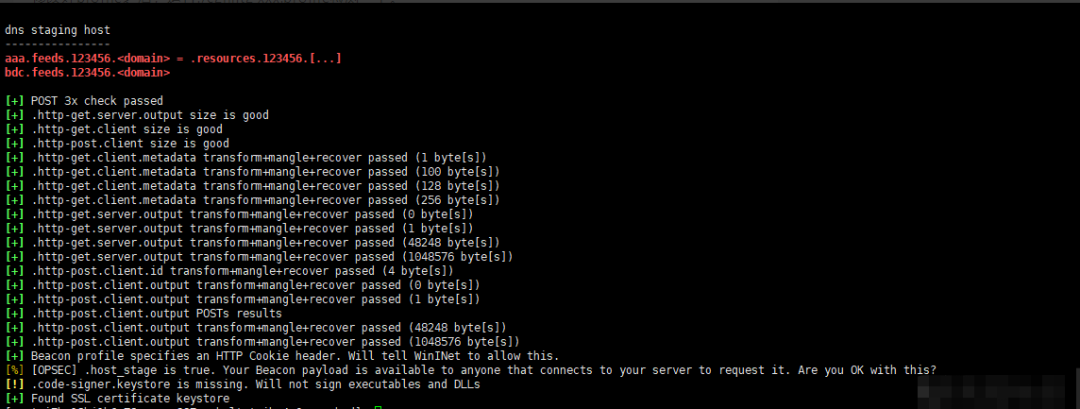 dns staging host
----------------
aaa.feeds.123456.<domain> = .resources.123456.[...]
bdc.feeds.123456.<domain>
[+] POST 3x check passed
[+] .http-get.server.output size is good
[+] .http-get.client size is good
[+] .http-post.client size is good
[+] .http-get.client.metadata transform+mangle+recover passed (1 byte[s])
[+] .http-get.client.metadata transform+mangle+recover passed (100 byte[s])
[+] .http-get.client.metadata transform+mangle+recover passed (128 byte[s])
[+] .http-get.client.metadata transform+mangle+recover passed (256 byte[s])
[+] .http-get.server.output transform+mangle+recover passed (0 byte[s])
[+] .http-get.server.output transform+mangle+recover passed (1 byte[s])
[+] .http-get.server.output transform+mangle+recover passed (48248 byte[s])
[+] .http-get.server.output transform+mangle+recover passed (1048576 byte[s])
[+] .http-post.client.id transform+mangle+recover passed (4 byte[s])
[+] .http-post.client.output transform+mangle+recover passed (0 byte[s])
[+] .http-post.client.output transform+mangle+recover passed (1 byte[s])
[+] .http-post.client.output POSTs results
[+] .http-post.client.output transform+mangle+recover passed (48248 byte[s])
[+] .http-post.client.output transform+mangle+recover passed (1048576 byte[s])
[+] Beacon profile specifies an HTTP Cookie header. Will tell WinINet to allow this.
[%] [OPSEC] .host_stage is true. Your Beacon payload is available to anyone that connects to your server to request it. Are you OK with this?
[!] .code-signer.keystore is missing. Will not sign executables and DLLs
[+] Found SSL certificate keystore